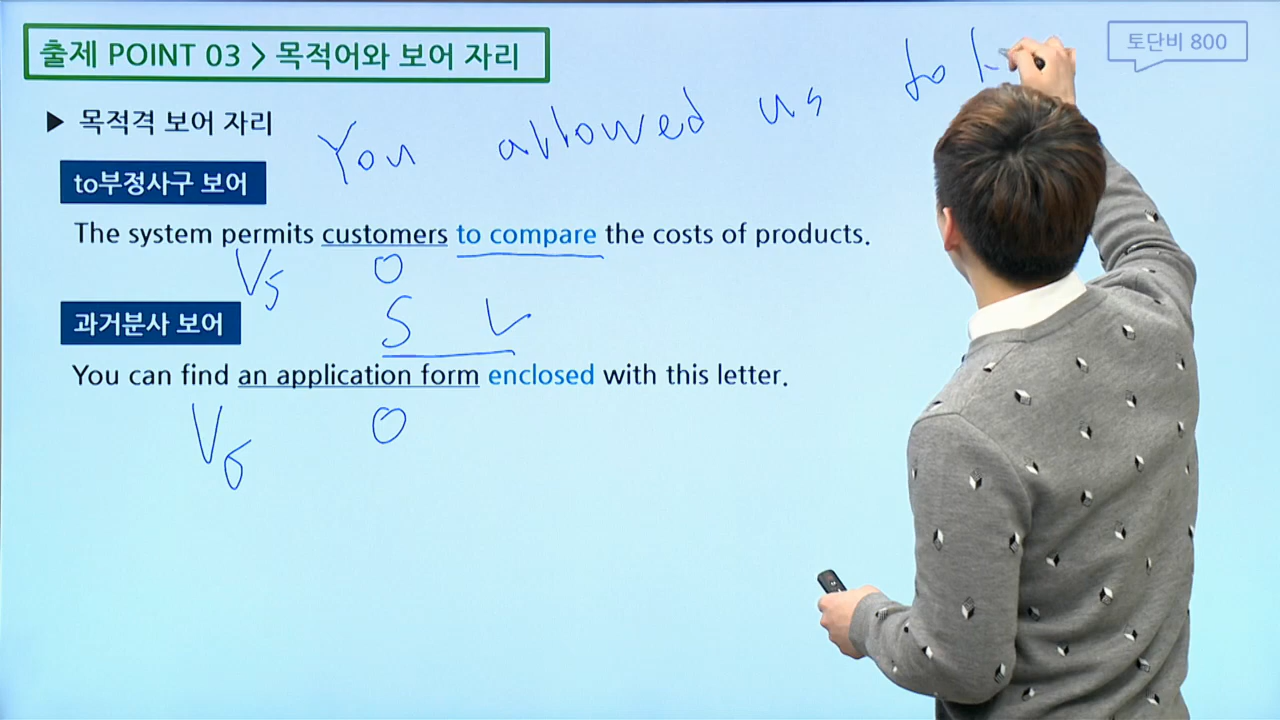 출제 POINT 03 > 목적어와 보어 자리
토단비 800
▶ 목적격 보어 자리
You allowed us to
to부정사구 보어
The system permits customers to compare the costs of products.
V5 O
S V
과거분사 보어
You can find an application form enclosed with this letter.
V O